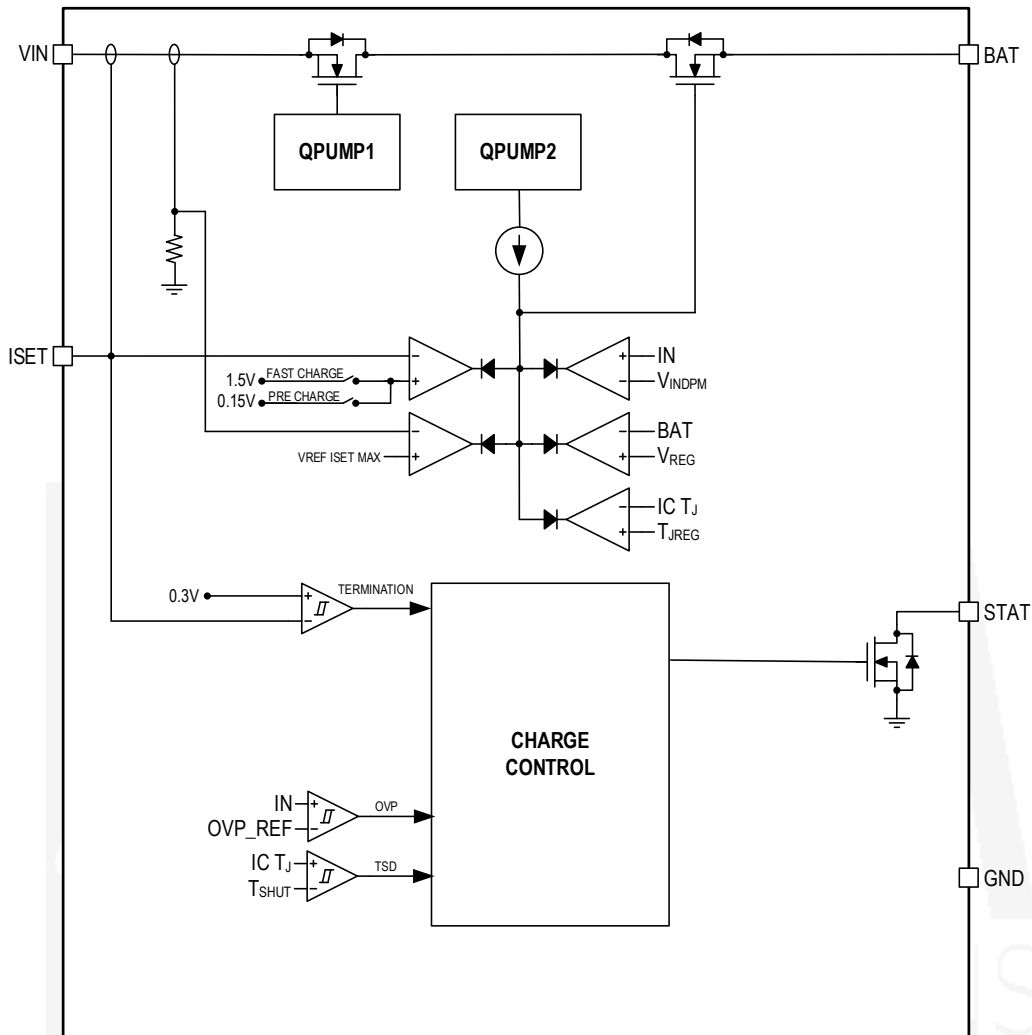 VIN
BAT
QPUMP1
QPUMP2
ISET
IN
1.5V
FAST CHARGE
VINDPM
0.15V
PRE CHARGE
BAT
VREF ISET MAX
VREG
IC TJ
TJREG
0.3V
TERMINATION
STAT
CHARGE
CONTROL
IN
OVP
OVP_REF
IC TJ
TSD
TSHUT
GND